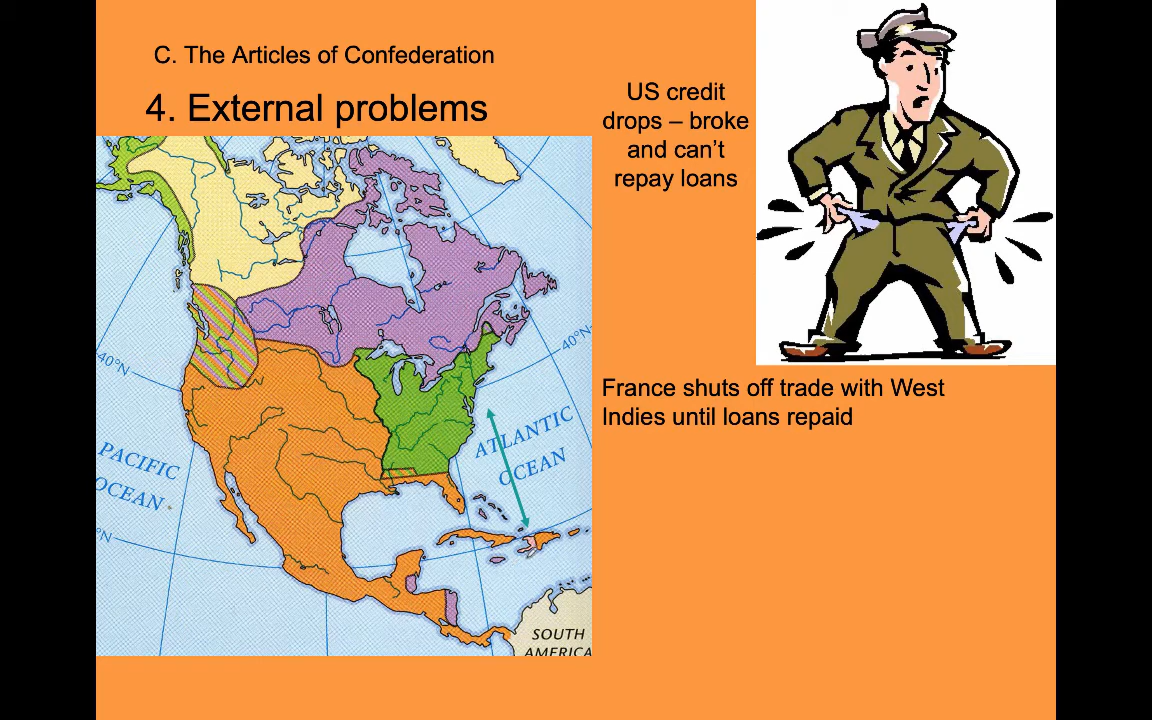 C. The Articles of Confederation
4. External problems
US credit
drops – broke
and can’t
repay loans
France shuts off trade with West
Indies until loans repaid
40°N
40°N
ATLANTIC
OCEAN
PACIFIC
OCEAN
°N
SOUTH
AMERICA